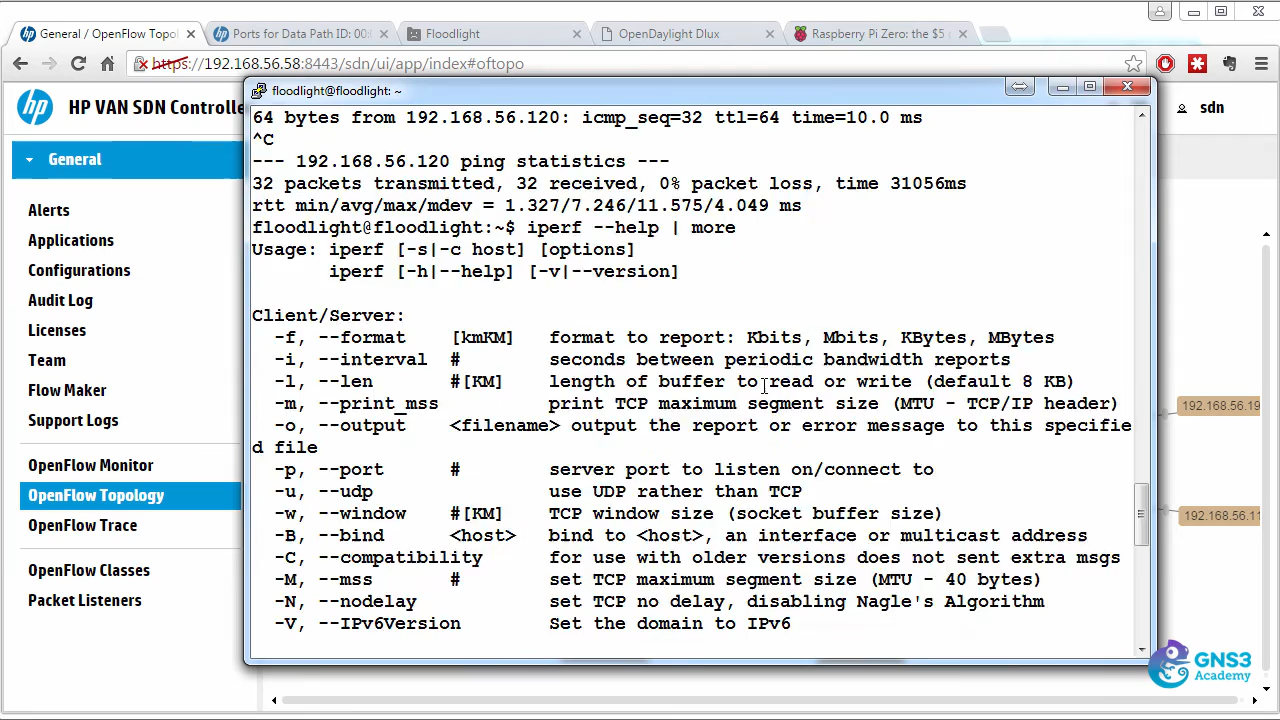 General / OpenFlow Topol
Ports for Data Path ID: 00:
Floodlight
OpenDaylight Dlux
Raspberry Pi Zero: the $5
https://192.168.56.58:8443/sdn/ui/app/index#oftopo
hp
HP VAN SDN Controlle
sdn
General
Alerts
Applications
Configurations
Audit Log
Licenses
Team
Flow Maker
Support Logs
OpenFlow Monitor
OpenFlow Topology
OpenFlow Trace
OpenFlow Classes
Packet Listeners
floodlight@floodlight: ~
64 bytes from 192.168.56.120: icmp_seq=32 ttl=64 time=10.0 ms
^C
--- 192.168.56.120 ping statistics ---
32 packets transmitted, 32 received, 0% packet loss, time 31056ms
rtt min/avg/max/mdev = 1.327/7.246/11.575/4.049 ms
floodlight@floodlight:~$ iperf --help | more
Usage: iperf [-s|-c host] [options]
iperf [-h|--help] [-v|--version]
Client/Server:
-f, --format [kmKM] format to report: Kbits, Mbits, KBytes, MBytes
-i, --interval # seconds between periodic bandwidth reports
-l, --len #[KM] length of buffer to read or write (default 8 KB)
-m, --print_mss print TCP maximum segment size (MTU - TCP/IP header)
-o, --output <filename> output the report or error message to this specifie
d file
-p, --port # server port to listen on/connect to
-u, --udp use UDP rather than TCP
-w, --window #[KM] TCP window size (socket buffer size)
-B, --bind <host> bind to <host>, an interface or multicast address
-C, --compatibility for use with older versions does not sent extra msgs
-M, --mss # set TCP maximum segment size (MTU - 40 bytes)
-N, --nodelay set TCP no delay, disabling Nagle's Algorithm
-V, --IPv6Version Set the domain to IPv6
192.168.56.19
192.168.56.11
GNS3
Academy